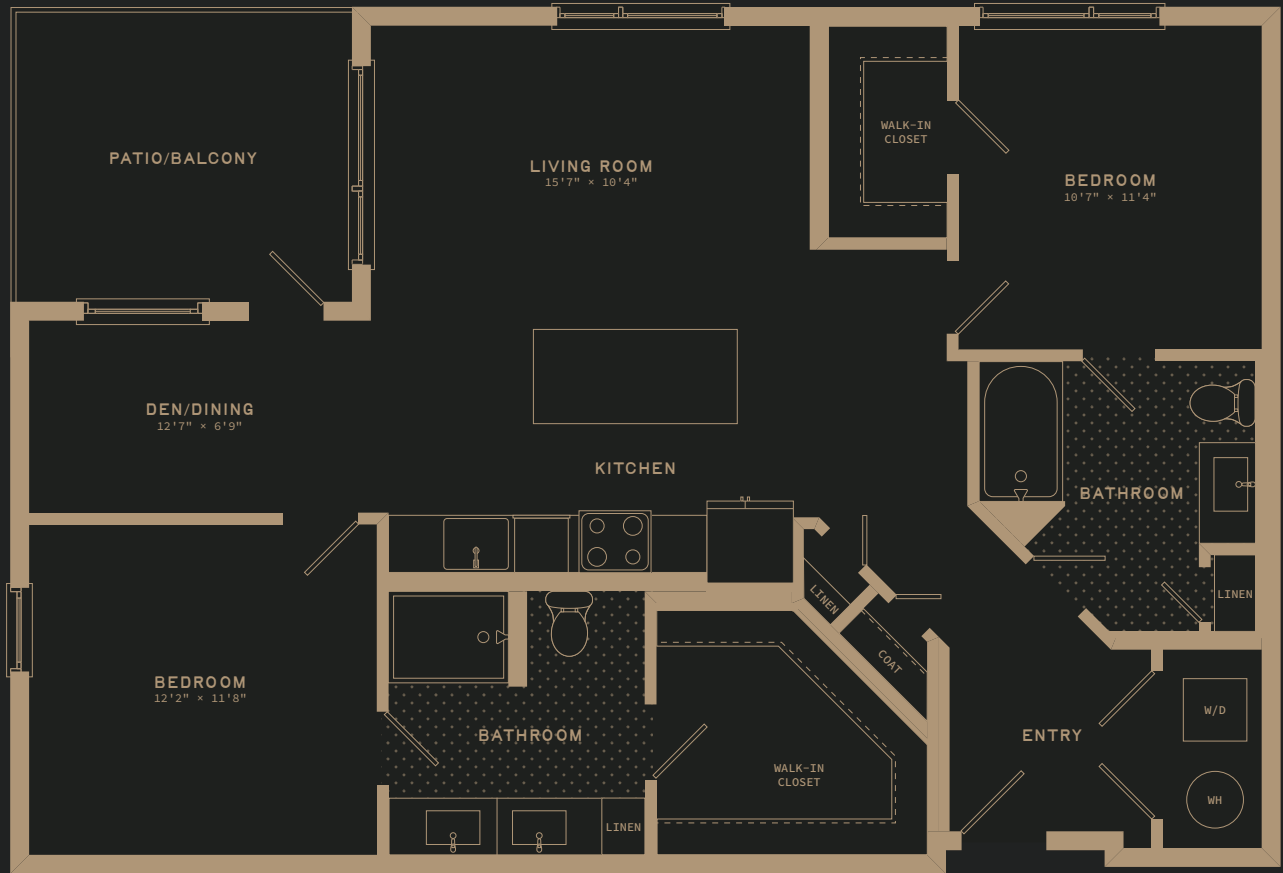 PATIO/BALCONY
LIVING ROOM
15'7" × 10'4"
WALK-IN
CLOSET
BEDROOM
10'7" × 11'4"
DEN/DINING
12'7" × 6'9"
KITCHEN
BATHROOM
LINEN
LINEN
COAT
BEDROOM
12'2" × 11'8"
BATHROOM
WALK-IN
CLOSET
LINEN
ENTRY
W/D
WH